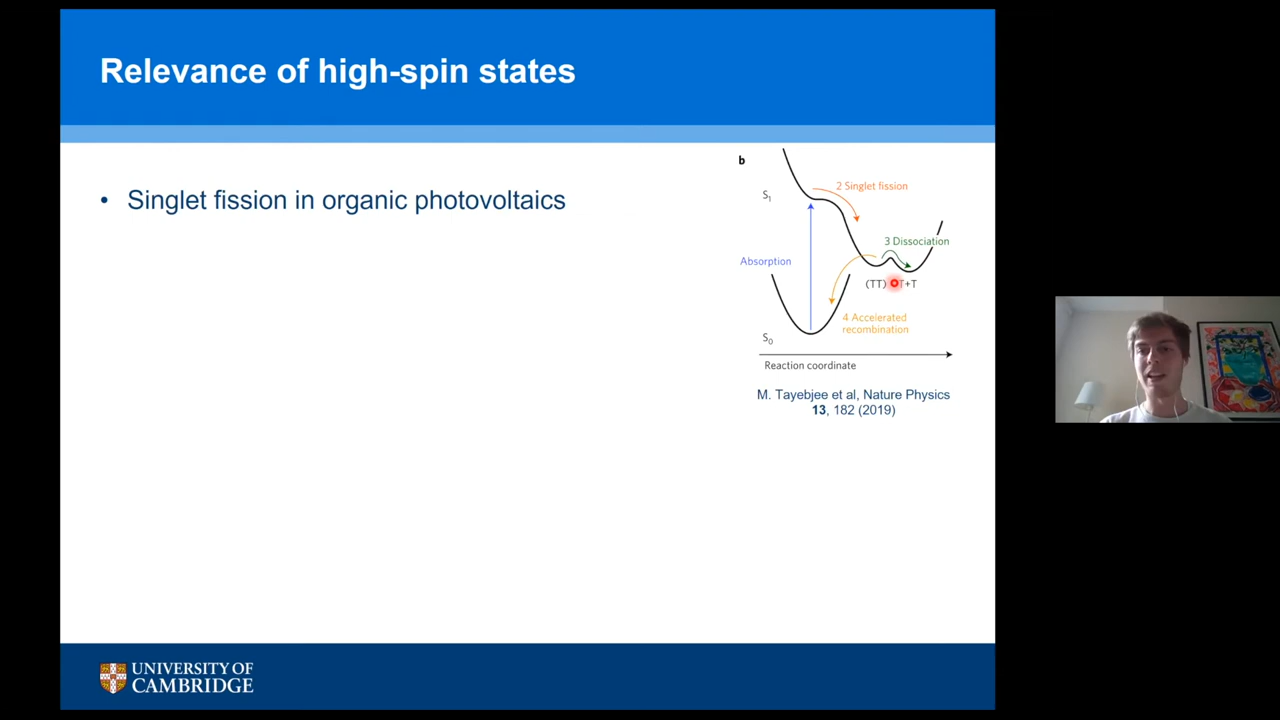 Relevance of high-spin states
• Singlet fission in organic photovoltaics
b
S1
2 Singlet fission
3 Dissociation
Absorption
(TT) T+T
4 Accelerated
recombination
S0
Reaction coordinate
M. Tayebjee et al, Nature Physics
13, 182 (2019)
UNIVERSITY OF
CAMBRIDGE